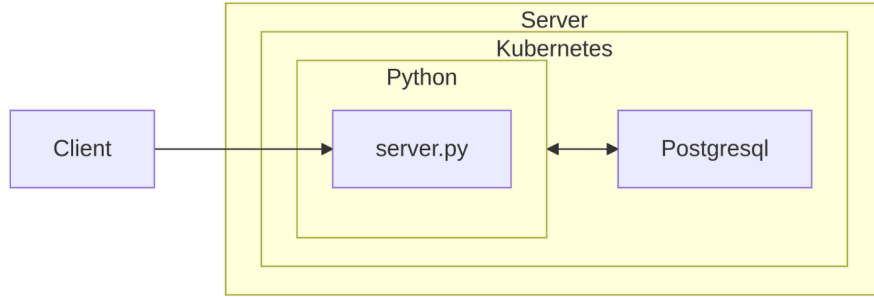 Server
Kubernetes
Python
Client
server.py
Postgresql